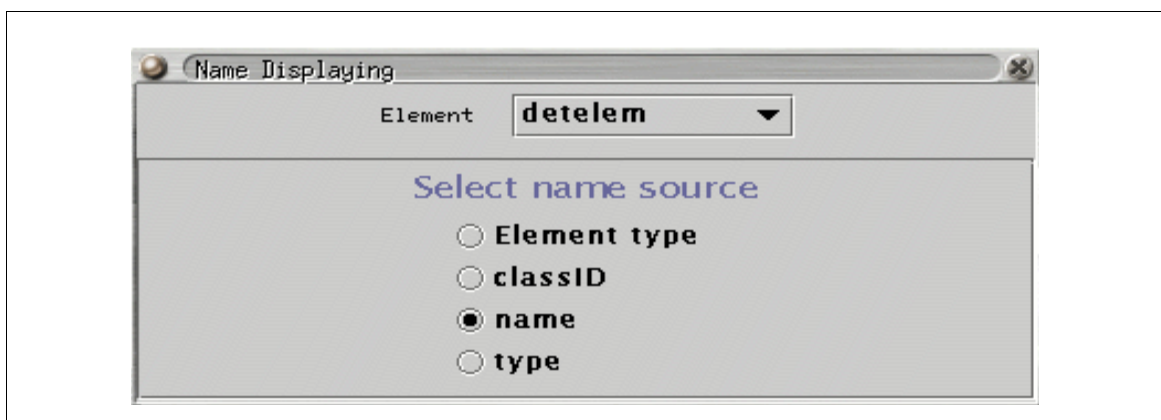 Name Displaying
Element detelem
Select name source
Element type
classID
name
type